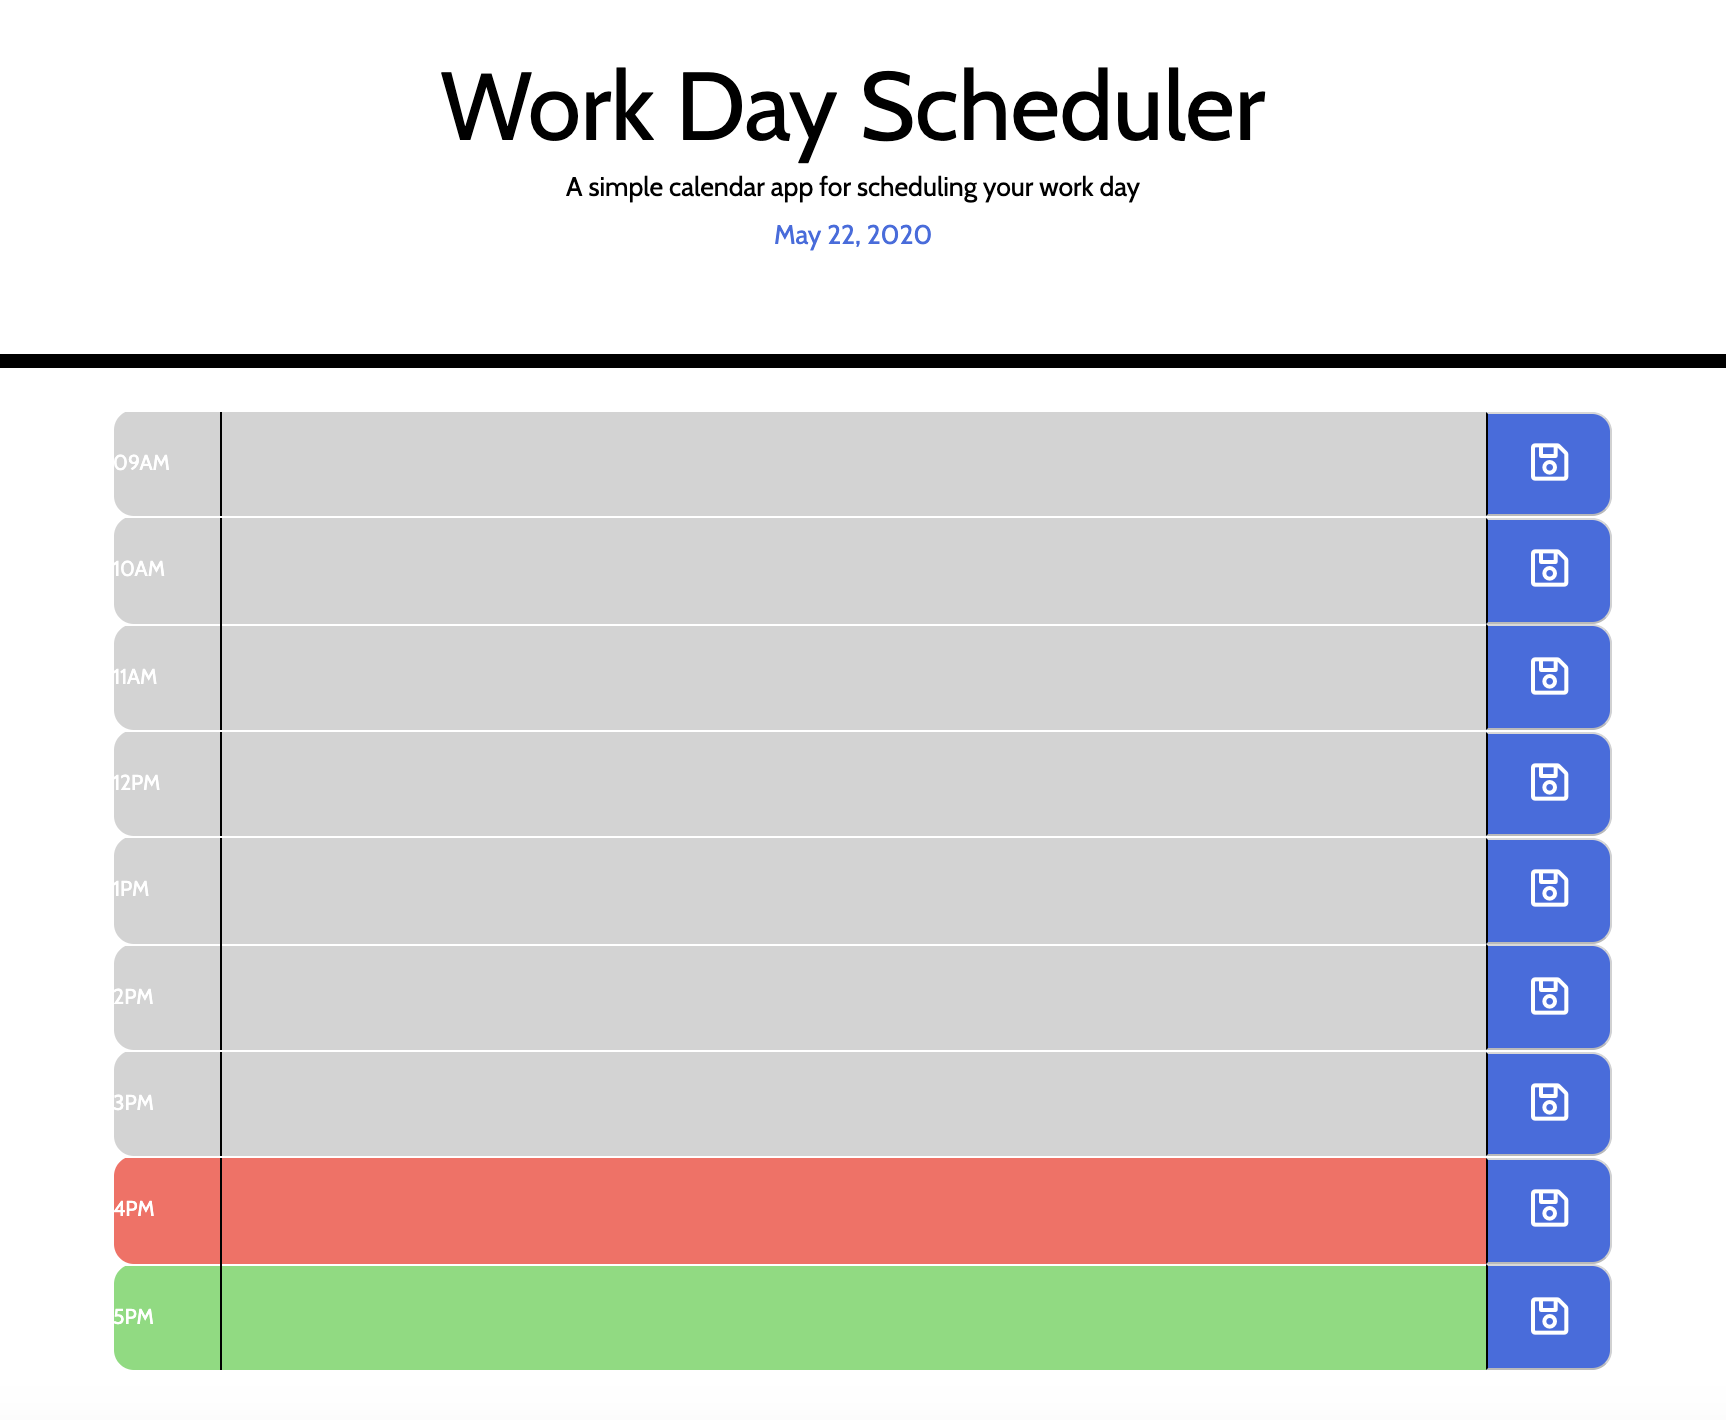 Work Day Scheduler
A simple calendar app for scheduling your work day
May 22, 2020
09AM
10AM
11AM
12PM
1PM
2PM
3PM
4PM
5PM